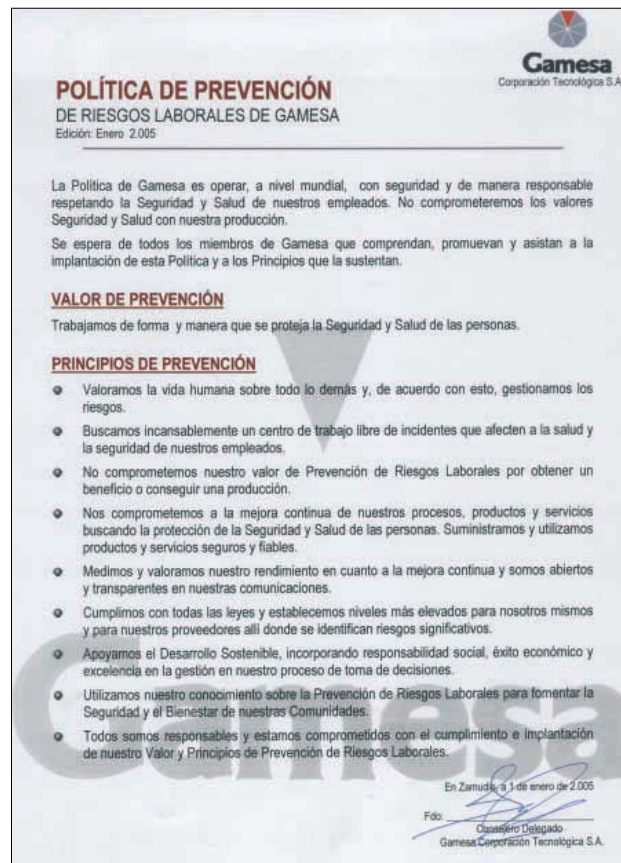 Gamesa
Corporación Tecnológica S.A
POLÍTICA DE PREVENCIÓN
DE RIESGOS LABORALES DE GAMESA
Edición: Enero 2.005
La Política de Gamesa es operar, a nivel mundial, con seguridad y de manera responsable
respetando la Seguridad y Salud de nuestros empleados. No comprometeremos los valores
Seguridad y Salud con nuestra producción.
Se espera de todos los miembros de Gamesa que comprendan, promuevan y asistan a la
implantación de esta Política y a los Principios que la sustentan.
VALOR DE PREVENCIÓN
Trabajamos de forma y manera que se proteja la Seguridad y Salud de las personas.
PRINCIPIOS DE PREVENCIÓN
Valoramos la vida humana sobre todo lo demás y, de acuerdo con esto, gestionamos los
riesgos.
Buscamos incansablemente un centro de trabajo libre de incidentes que afecten a la salud y
la seguridad de nuestros empleados.
No comprometemos nuestro valor de Prevención de Riesgos Laborales por obtener un
beneficio o conseguir una producción.
Nos comprometemos a la mejora continua de nuestros procesos, productos y servicios
buscando la protección de la Seguridad y Salud de las personas. Suministramos y utilizamos
productos y servicios seguros y fiables.
Medimos y valoramos nuestro rendimiento en cuanto a la mejora continua y somos abiertos
y transparentes en nuestras comunicaciones.
Cumplimos con todas las leyes y establecemos niveles más elevados para nosotros mismos
y para nuestros proveedores allí donde se identifican riesgos significativos.
Apoyamos el Desarrollo Sostenible, incorporando responsabilidad social, éxito económico y
excelencia en la gestión en nuestro proceso de toma de decisiones.
Utilizamos nuestro conocimiento sobre la Prevención de Riesgos Laborales para fomentar la
Seguridad y el Bienestar de nuestras Comunidades.
Todos somos responsables y estamos comprometidos con el cumplimiento e implantación
de nuestro Valor y Principios de Prevención de Riesgos Laborales.
Gamesa
En Zamudio, a 1 de enero de 2.005
Fdo:
Consejero Delegado
Gamesa Corporación Tecnológica S.A.